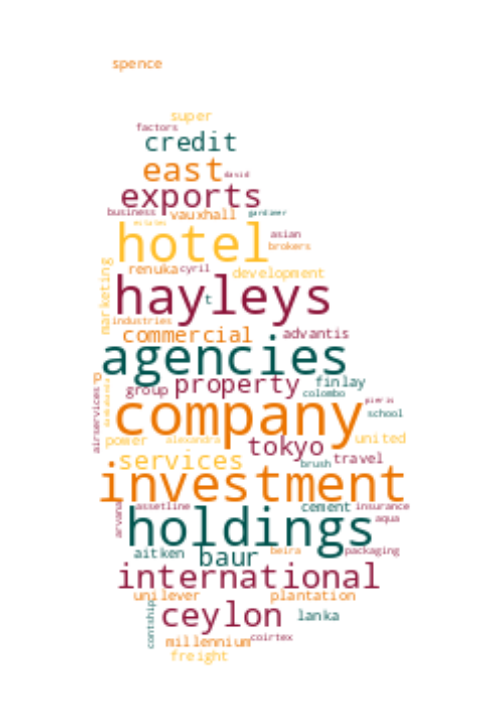 spence
super
factors
credit
east david
exports
business vauxhall gardiner
estates
hotel asian
brokers
renuka cyril development
marketing
hayleys t
industries
commercial advantis
agencies
p property finlay
group colombo
airservices
company pieris
school
power alexandra tokyo united
services brush travel
investment
arvana assetline cement insurance
holdings aqua
aitken baur beira packaging
international
unilever plantation
contship ceylon lanka
millennium coirtex
freight